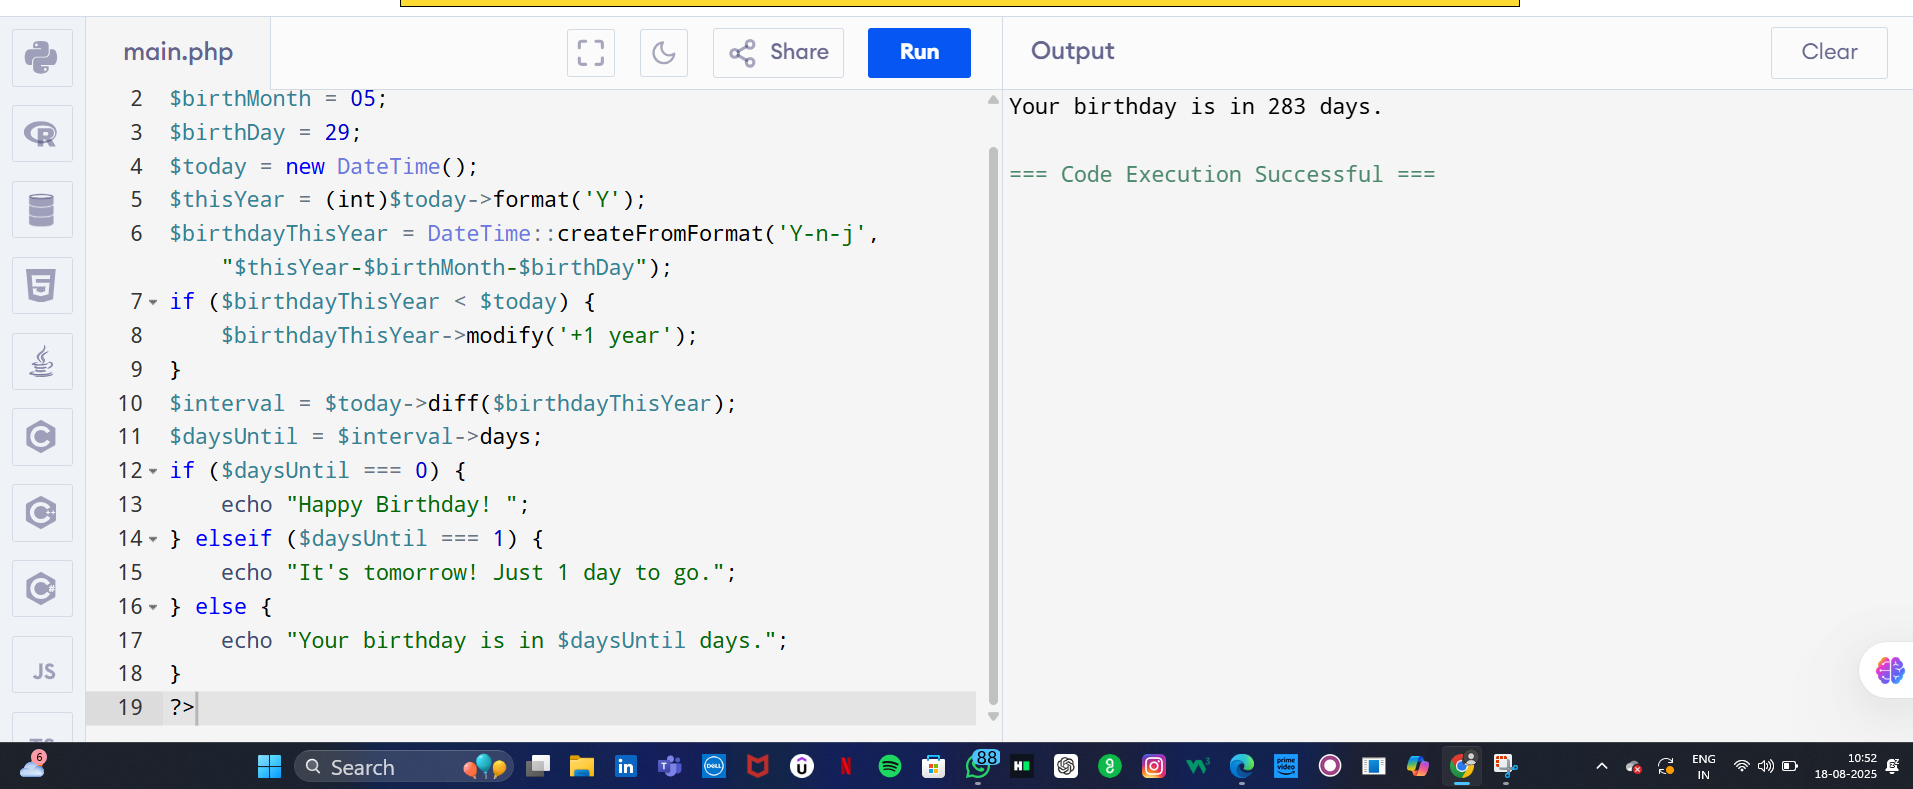 main.php
Share
Run
Output
Clear
2 $birthMonth = 05;
3 $birthDay = 29;
4 $today = new DateTime();
5 $thisYear = (int)$today->format('Y');
6 $birthdayThisYear = DateTime::createFromFormat('Y-n-j',
"$thisYear-$birthMonth-$birthDay");
7 if ($birthdayThisYear < $today) {
8 $birthdayThisYear->modify('+1 year');
9 }
10 $interval = $today->diff($birthdayThisYear);
11 $daysUntil = $interval->days;
12 if ($daysUntil === 0) {
13 echo "Happy Birthday! ";
14 } elseif ($daysUntil === 1) {
15 echo "It's tomorrow! Just 1 day to go.";
16 } else {
17 echo "Your birthday is in $daysUntil days.";
18 }
19 ?>
Your birthday is in 283 days.
=== Code Execution Successful ===
JS
6
Search
88
ENG
IN
10:52
18-08-2025